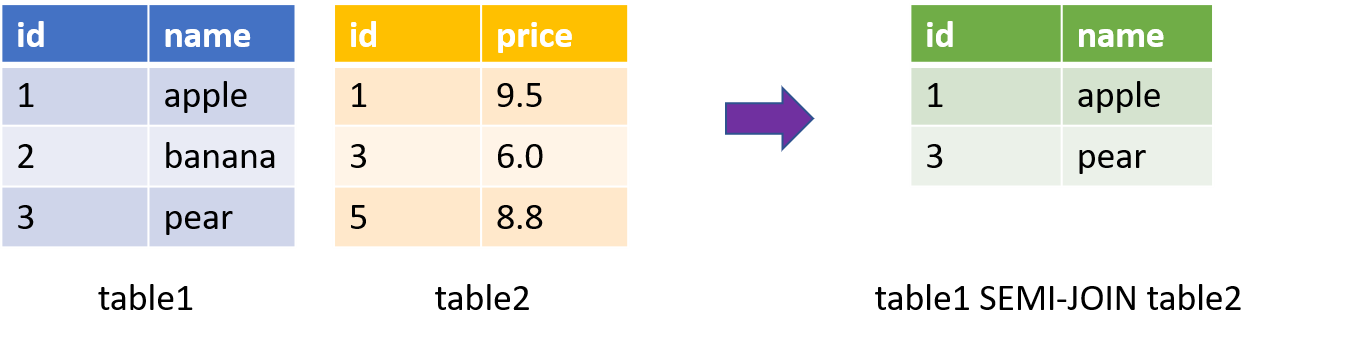 id name id price id name
1 apple 1 9.5 1 apple
2 banana 3 6.0 3 pear
3 pear 5 8.8
table1 table2 table1 SEMI-JOIN table2